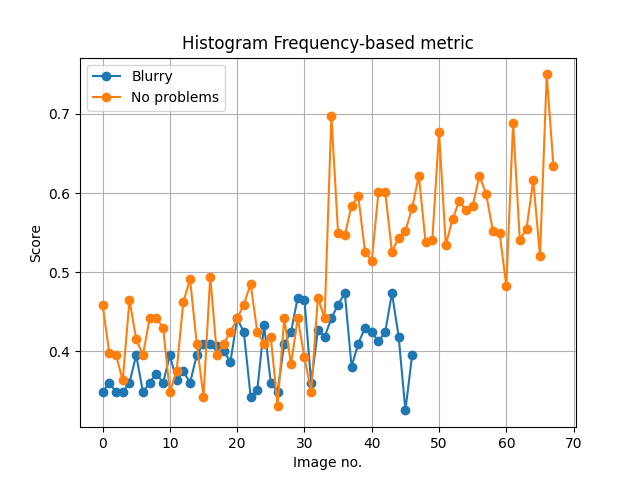 Histogram Frequency-based metric
Blurry
No problems
0.7
0.6
0.5
0.4
Score
0 10 20 30 40 50 60 70
Image no.